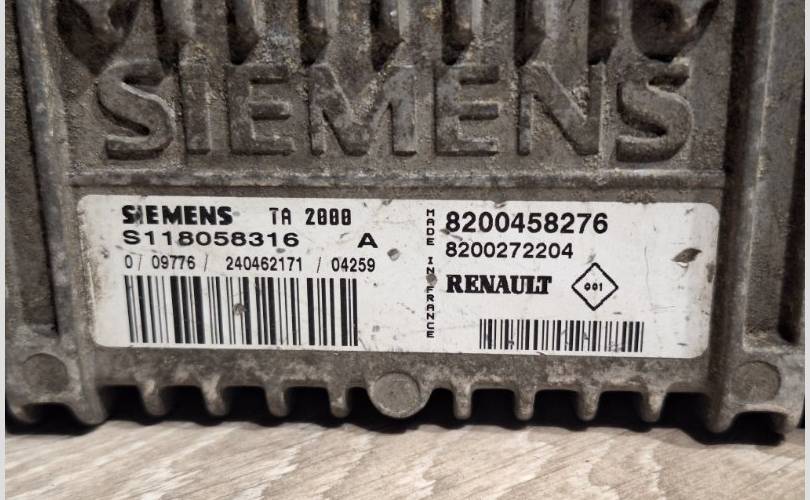 SIEMENS
SIEMENS TA 2000
S118058316 A
0/ 09776 / 240462171 / 04259
MADE IN FRANCE
8200458276
8200272204
RENAULT 001